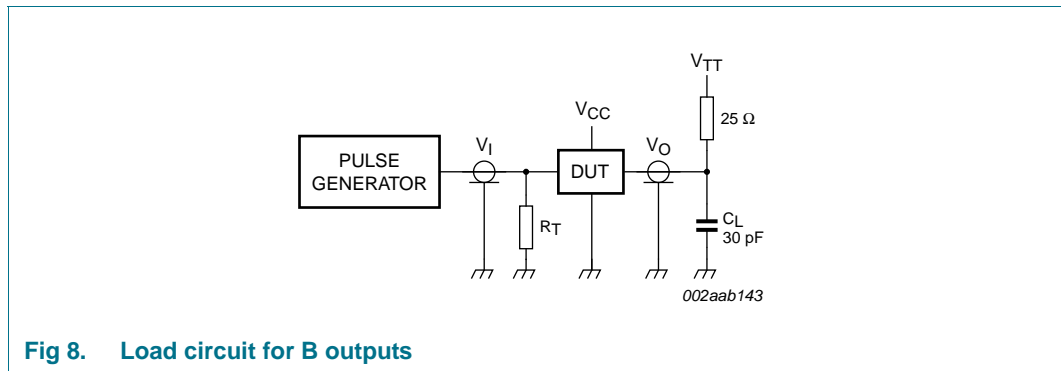 VTT
25 Ω
VCC
VI
VO
PULSE
GENERATOR
DUT
RT
CL
30 pF
002aab143
Fig 8. Load circuit for B outputs